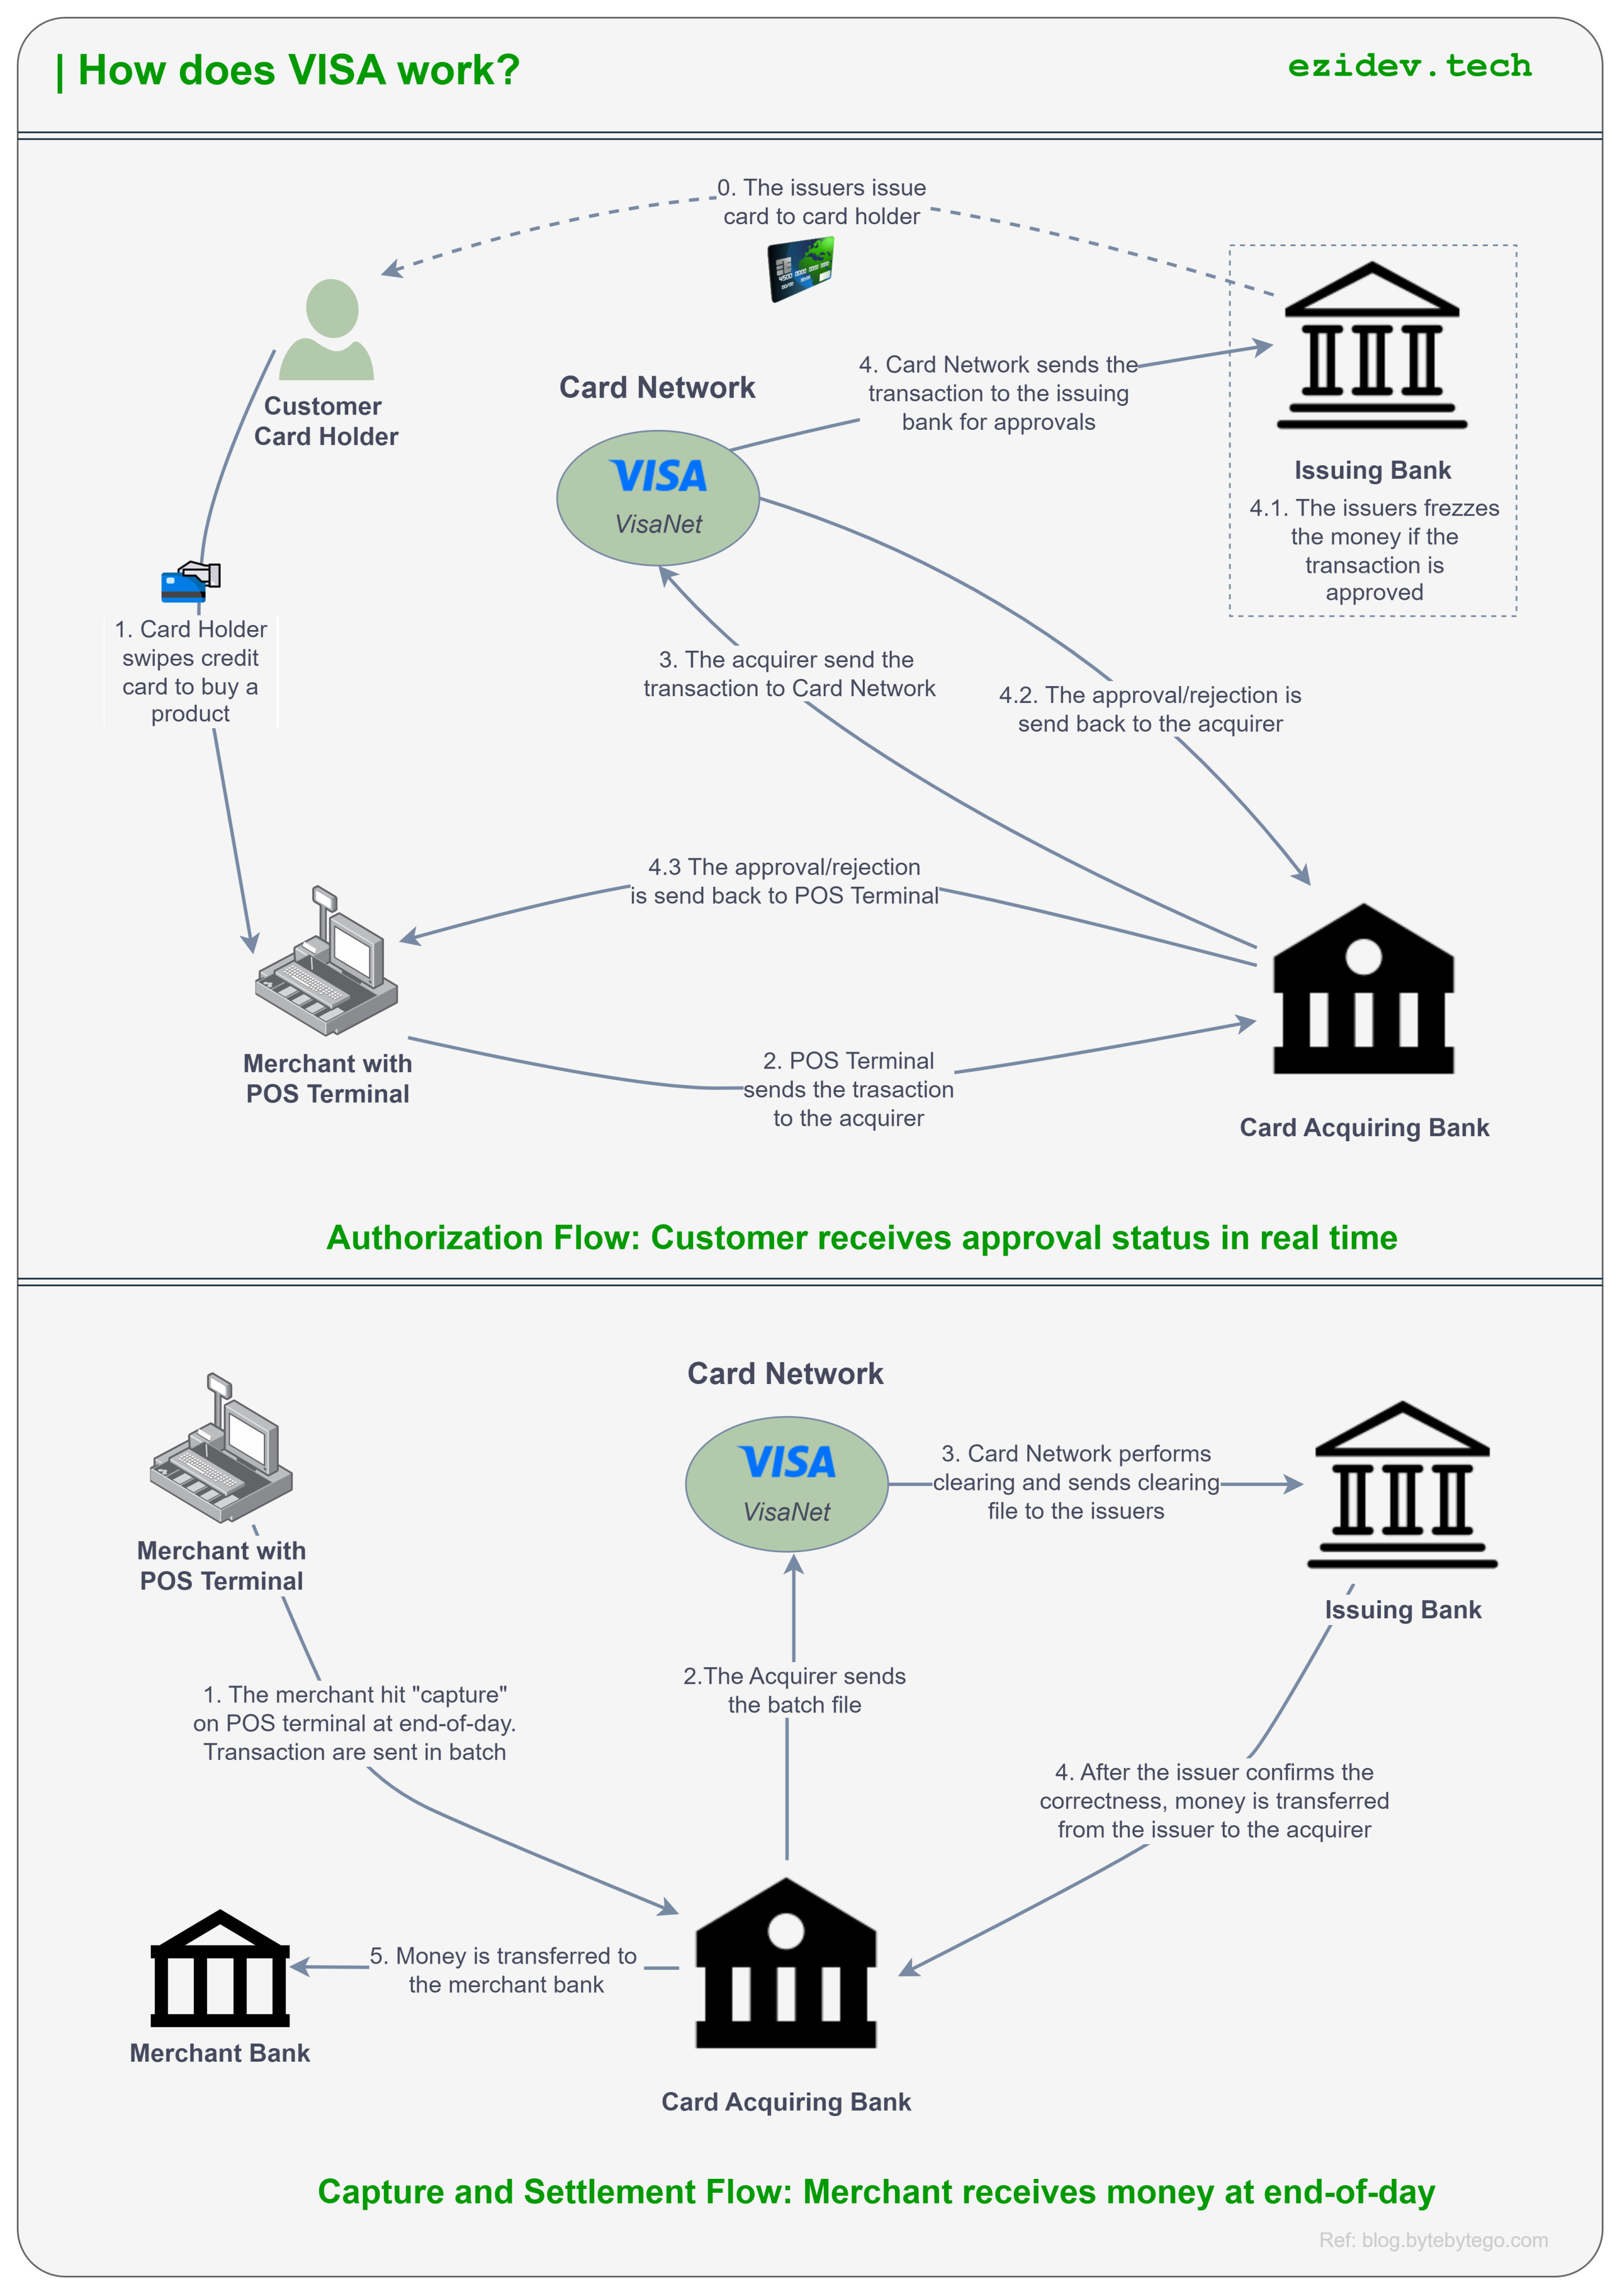 | How does VISA work?
ezidev.tech
0. The issuers issue
card to card holder
Customer
Card Holder
Card Network
VISA
VisaNet
4. Card Network sends the
transaction to the issuing
bank for approvals
Issuing Bank
4.1. The issuers frezzes
the money if the
transaction is
approved
1. Card Holder
swipes credit
card to buy a
product
3. The acquirer send the
transaction to Card Network
4.2. The approval/rejection is
send back to the acquirer
4.3 The approval/rejection
is send back to POS Terminal
Merchant with
POS Terminal
2. POS Terminal
sends the trasaction
to the acquirer
Card Acquiring Bank
Authorization Flow: Customer receives approval status in real time
Card Network
VISA
VisaNet
3. Card Network performs
clearing and sends clearing
file to the issuers
Merchant with
POS Terminal
Issuing Bank
1. The merchant hit "capture"
on POS terminal at end-of-day.
Transaction are sent in batch
2.The Acquirer sends
the batch file
4. After the issuer confirms the
correctness, money is transferred
from the issuer to the acquirer
5. Money is transferred to
the merchant bank
Merchant Bank
Card Acquiring Bank
Capture and Settlement Flow: Merchant receives money at end-of-day
Ref: blog.bytebytego.com